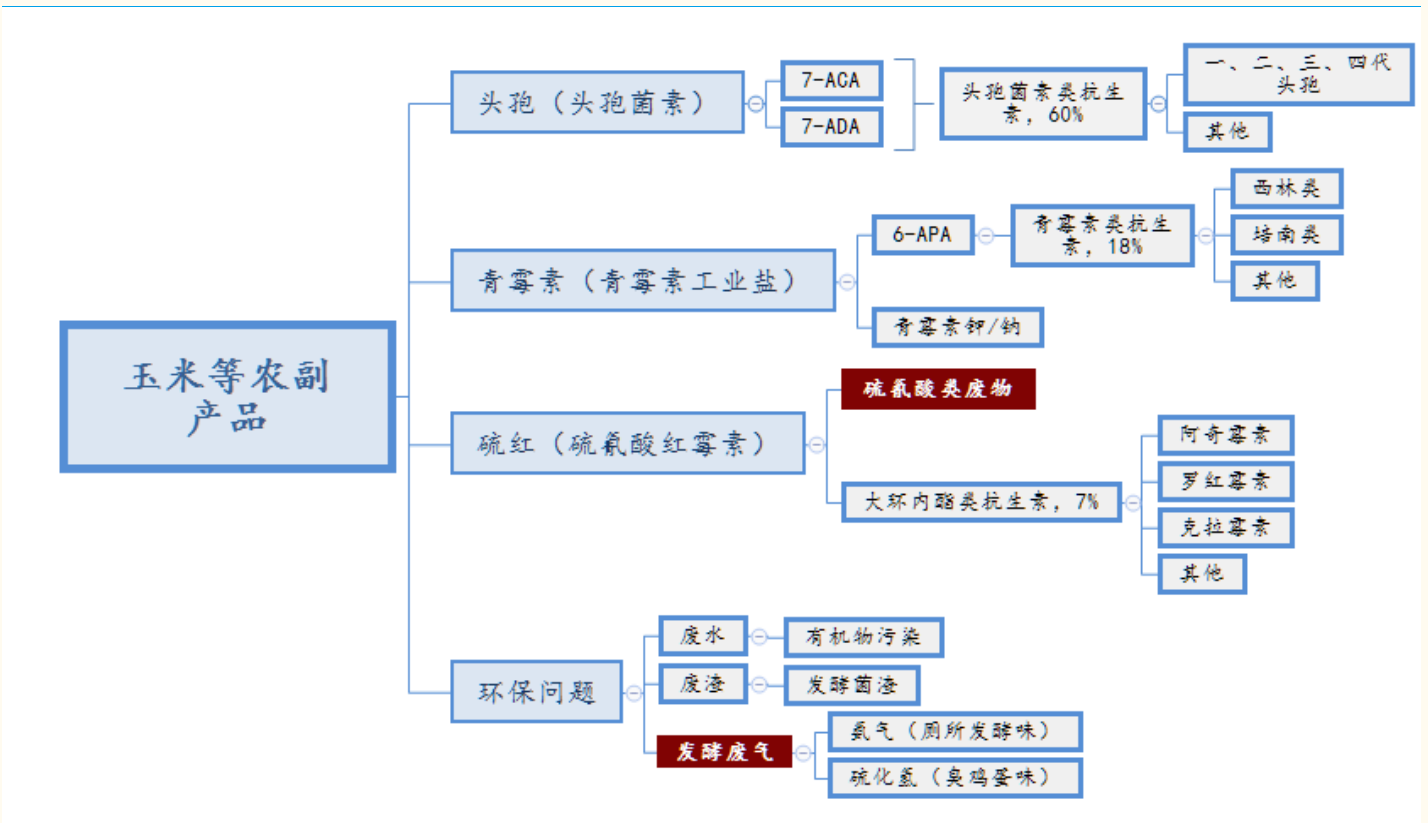 玉米等农副
产品
头孢（头孢菌素）
7-ACA
7-ADA
头孢菌素类抗生
素，60%
一、二、三、四代
头孢
其他
青霉素（青霉素工业盐）
6-APA
青霉素类抗生
素，18%
西林类
培南类
其他
青霉素钾/钠
硫红（硫氰酸红霉素）
硫氰酸类废物
大环内酯类抗生素，7%
阿奇霉素
罗红霉素
克拉霉素
其他
环保问题
废水
有机物污染
废渣
发酵菌渣
发酵废气
氨气（厕所发酵味）
硫化氢（臭鸡蛋味）